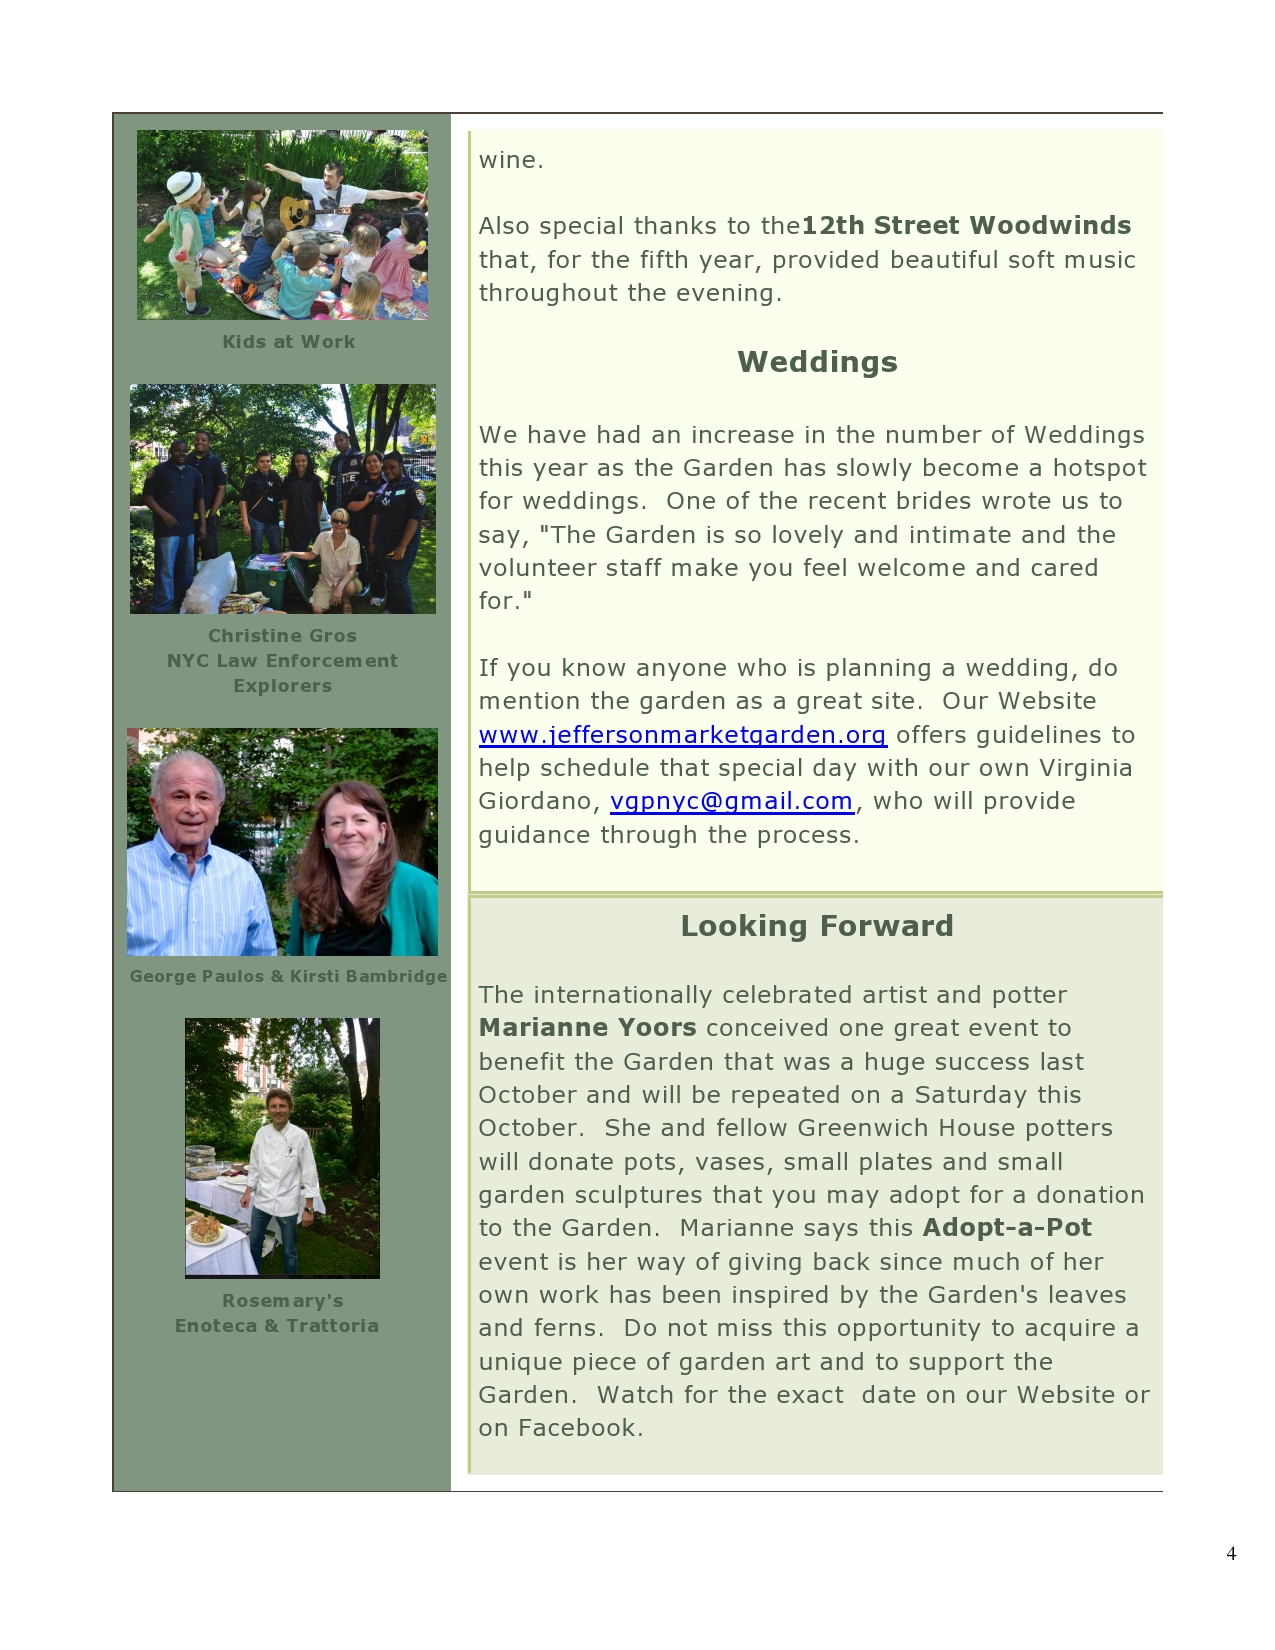 Kids at Work
Christine Gros
NYC Law Enforcement
Explorers
George Paulos & Kirsti Bambridge
Rosemary's
Enoteca & Trattoria
wine.
Also special thanks to the12th Street Woodwinds
that, for the fifth year, provided beautiful soft music
throughout the evening.
Weddings
We have had an increase in the number of Weddings
this year as the Garden has slowly become a hotspot
for weddings.  One of the recent brides wrote us to
say, "The Garden is so lovely and intimate and the
volunteer staff make you feel welcome and cared
for."
If you know anyone who is planning a wedding, do
mention the garden as a great site.  Our Website
www.jeffersonmarketgarden.org offers guidelines to
help schedule that special day with our own Virginia
Giordano, vgpnyc@gmail.com, who will provide
guidance through the process.
Looking Forward
The internationally celebrated artist and potter
Marianne Yoors conceived one great event to
benefit the Garden that was a huge success last
October and will be repeated on a Saturday this
October.  She and fellow Greenwich House potters
will donate pots, vases, small plates and small
garden sculptures that you may adopt for a donation
to the Garden.  Marianne says this Adopt-a-Pot
event is her way of giving back since much of her
own work has been inspired by the Garden's leaves
and ferns.  Do not miss this opportunity to acquire a
unique piece of garden art and to support the
Garden.  Watch for the exact  date on our Website or
on Facebook.
4